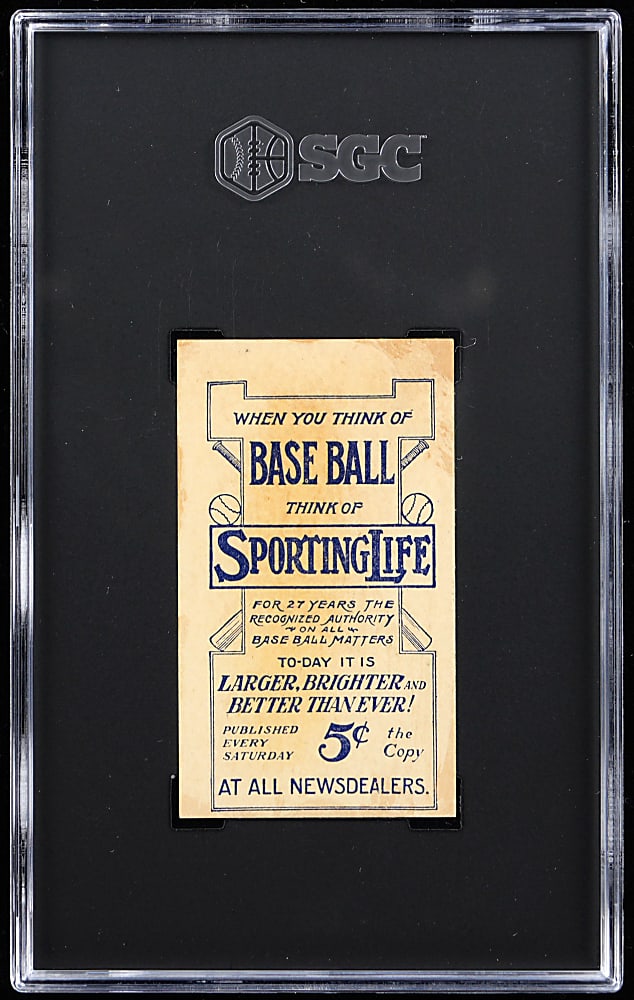 SGC
WHEN YOU THINK OF
BASE BALL
THINK OF
SPORTING LIFE
FOR 27 YEARS THE
RECOGNIZED AUTHORITY
ON ALL
BASE BALL MATTERS
TO-DAY IT IS
LARGER, BRIGHTER AND
BETTER THAN EVER!
PUBLISHED
EVERY
SATURDAY
5¢
the
Copy
AT ALL NEWSDEALERS.